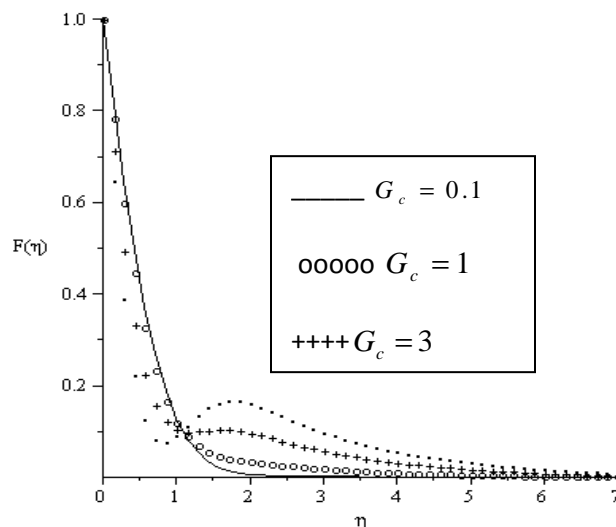 1.0
0.8
0.6
F(η)
0.4
0.2
0 1 2 3 4 5 6 7
η
______ G_c = 0.1
ooooo G_c = 1
++++ G_c = 3